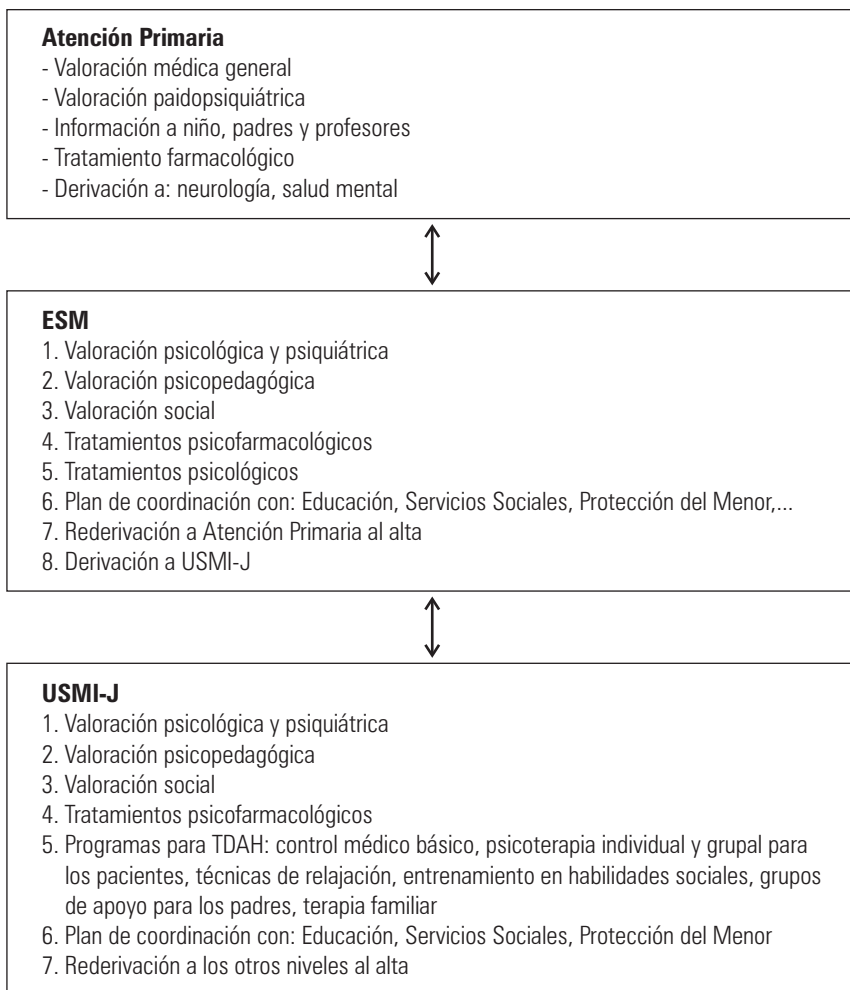 Atención Primaria
- Valoración médica general
- Valoración paidopsiquiátrica
- Información a niño, padres y profesores
- Tratamiento farmacológico
- Derivación a: neurología, salud mental
ESM
1. Valoración psicológica y psiquiátrica
2. Valoración psicopedagógica
3. Valoración social
4. Tratamientos psicofarmacológicos
5. Tratamientos psicológicos
6. Plan de coordinación con: Educación, Servicios Sociales, Protección del Menor,...
7. Rederivación a Atención Primaria al alta
8. Derivación a USMI-J
USMI-J
1. Valoración psicológica y psiquiátrica
2. Valoración psicopedagógica
3. Valoración social
4. Tratamientos psicofarmacológicos
5. Programas para TDAH: control médico básico, psicoterapia individual y grupal para
los pacientes, técnicas de relajación, entrenamiento en habilidades sociales, grupos
de apoyo para los padres, terapia familiar
6. Plan de coordinación con: Educación, Servicios Sociales, Protección del Menor
7. Rederivación a los otros niveles al alta